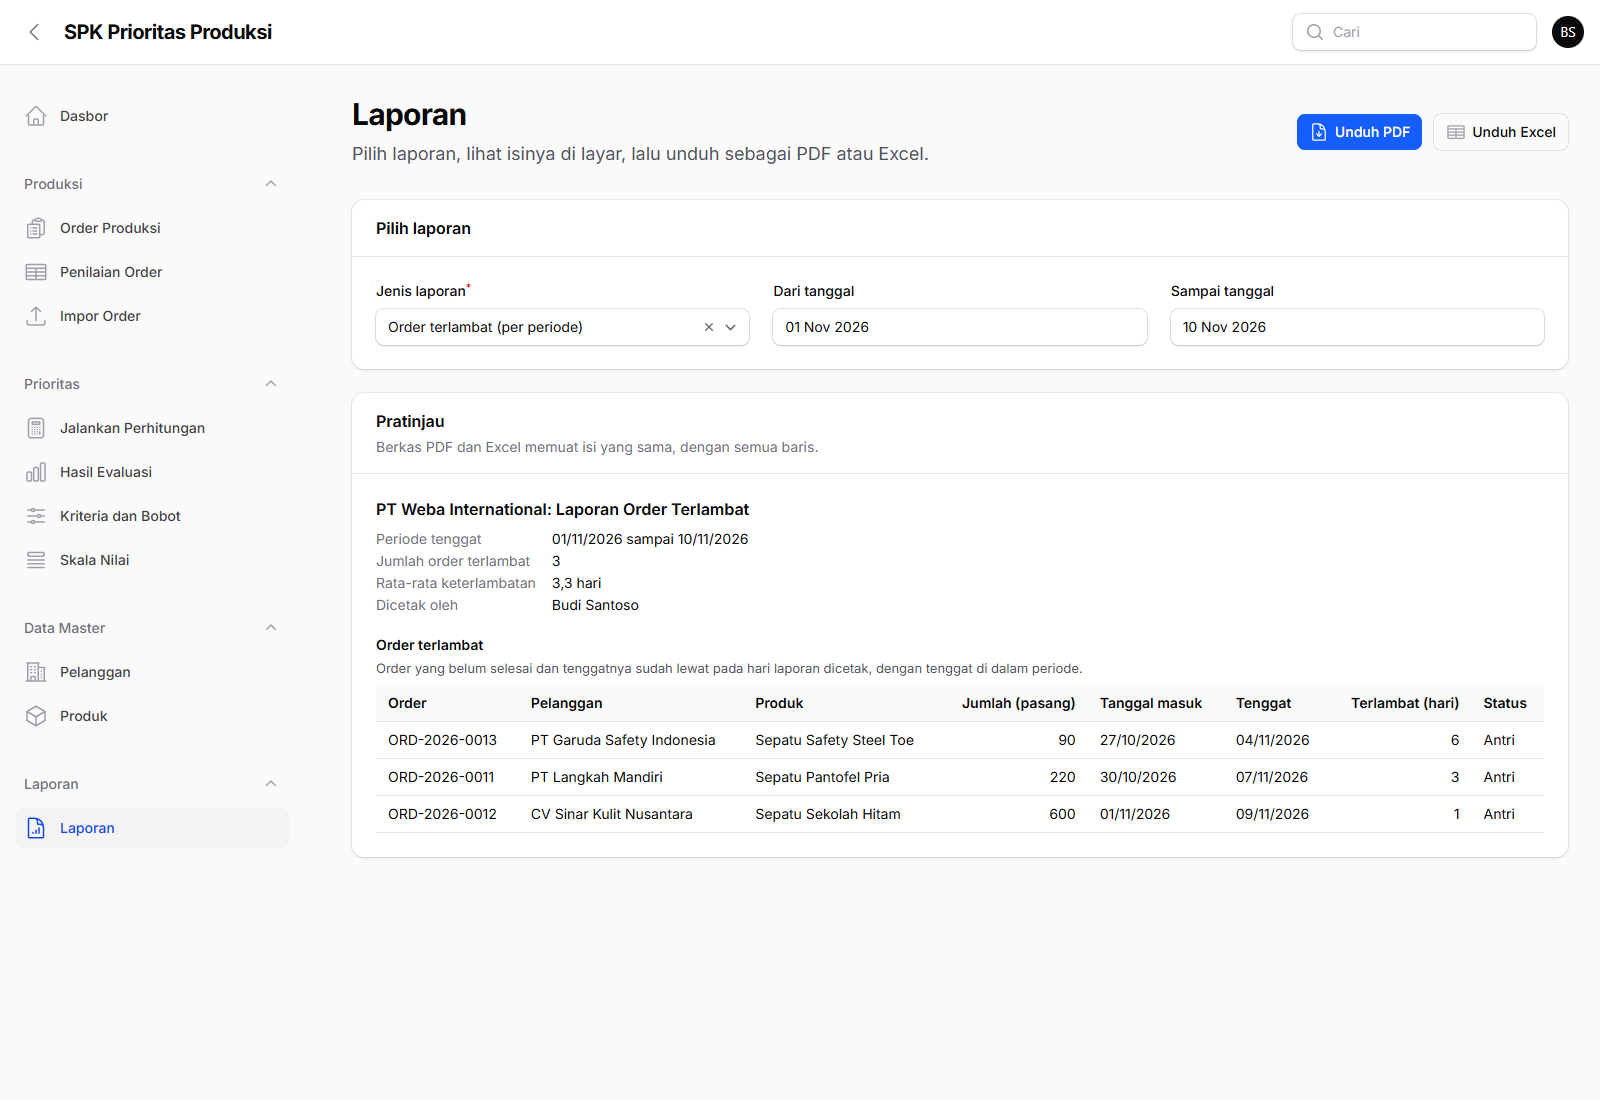 SPK Prioritas Produksi
Cari
BS
Dasbor
Produksi
Order Produksi
Penilaian Order
Impor Order
Prioritas
Jalankan Perhitungan
Hasil Evaluasi
Kriteria dan Bobot
Skala Nilai
Data Master
Pelanggan
Produk
Laporan
Laporan
Laporan
Pilih laporan, lihat isinya di layar, lalu unduh sebagai PDF atau Excel.
Unduh PDF
Unduh Excel
Pilih laporan
Jenis laporan* Dari tanggal Sampai tanggal
Order terlambat (per periode) 01 Nov 2026 10 Nov 2026
Pratinjau
Berkas PDF dan Excel memuat isi yang sama, dengan semua baris.
PT Weba International: Laporan Order Terlambat
Periode tenggat 01/11/2026 sampai 10/11/2026
Jumlah order terlambat 3
Rata-rata keterlambatan 3,3 hari
Dicetak oleh Budi Santoso
Order terlambat
Order yang belum selesai dan tenggatnya sudah lewat pada hari laporan dicetak, dengan tenggat di dalam periode.
Order Pelanggan Produk Jumlah (pasang) Tanggal masuk Tenggat Terlambat (hari) Status
ORD-2026-0013 PT Garuda Safety Indonesia Sepatu Safety Steel Toe 90 27/10/2026 04/11/2026 6 Antri
ORD-2026-0011 PT Langkah Mandiri Sepatu Pantofel Pria 220 30/10/2026 07/11/2026 3 Antri
ORD-2026-0012 CV Sinar Kulit Nusantara Sepatu Sekolah Hitam 600 01/11/2026 09/11/2026 1 Antri